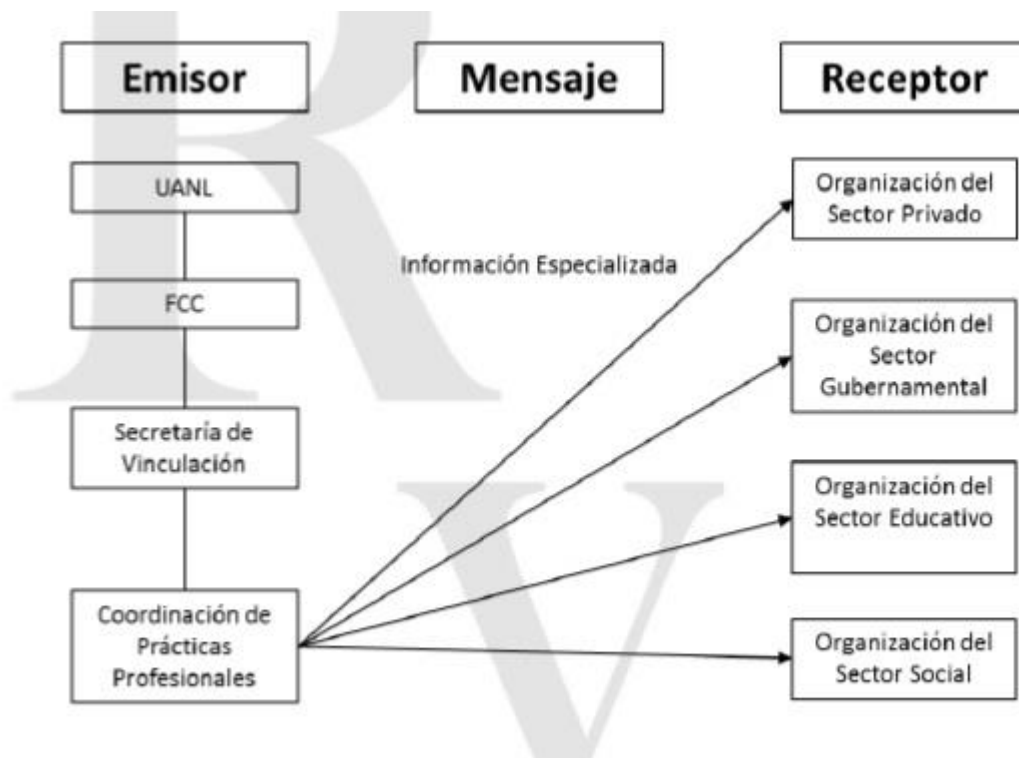 Emisor
Mensaje
Receptor
UANL
FCC
Secretaría de
Vinculación
Coordinación de
Prácticas
Profesionales
Información Especializada
Organización del
Sector Privado
Organización del
Sector
Gubernamental
Organización del
Sector Educativo
Organización del
Sector Social
R
V